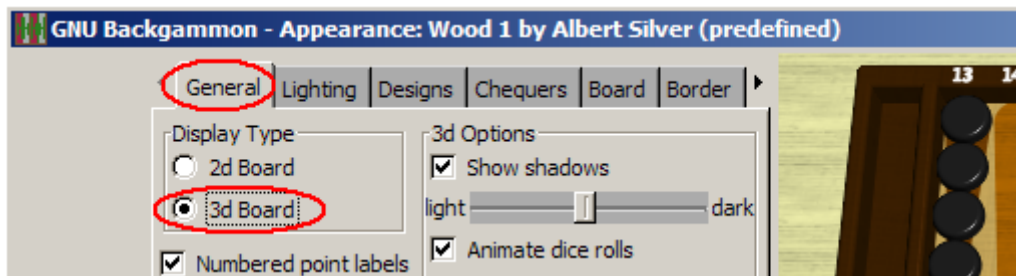 GNU Backgammon - Appearance: Wood 1 by Albert Silver (predefined)
General Lighting Designs Chequers Board Border
Display Type
2d Board
3d Board
Numbered point labels
3d Options
Show shadows
light dark
Animate dice rolls
13